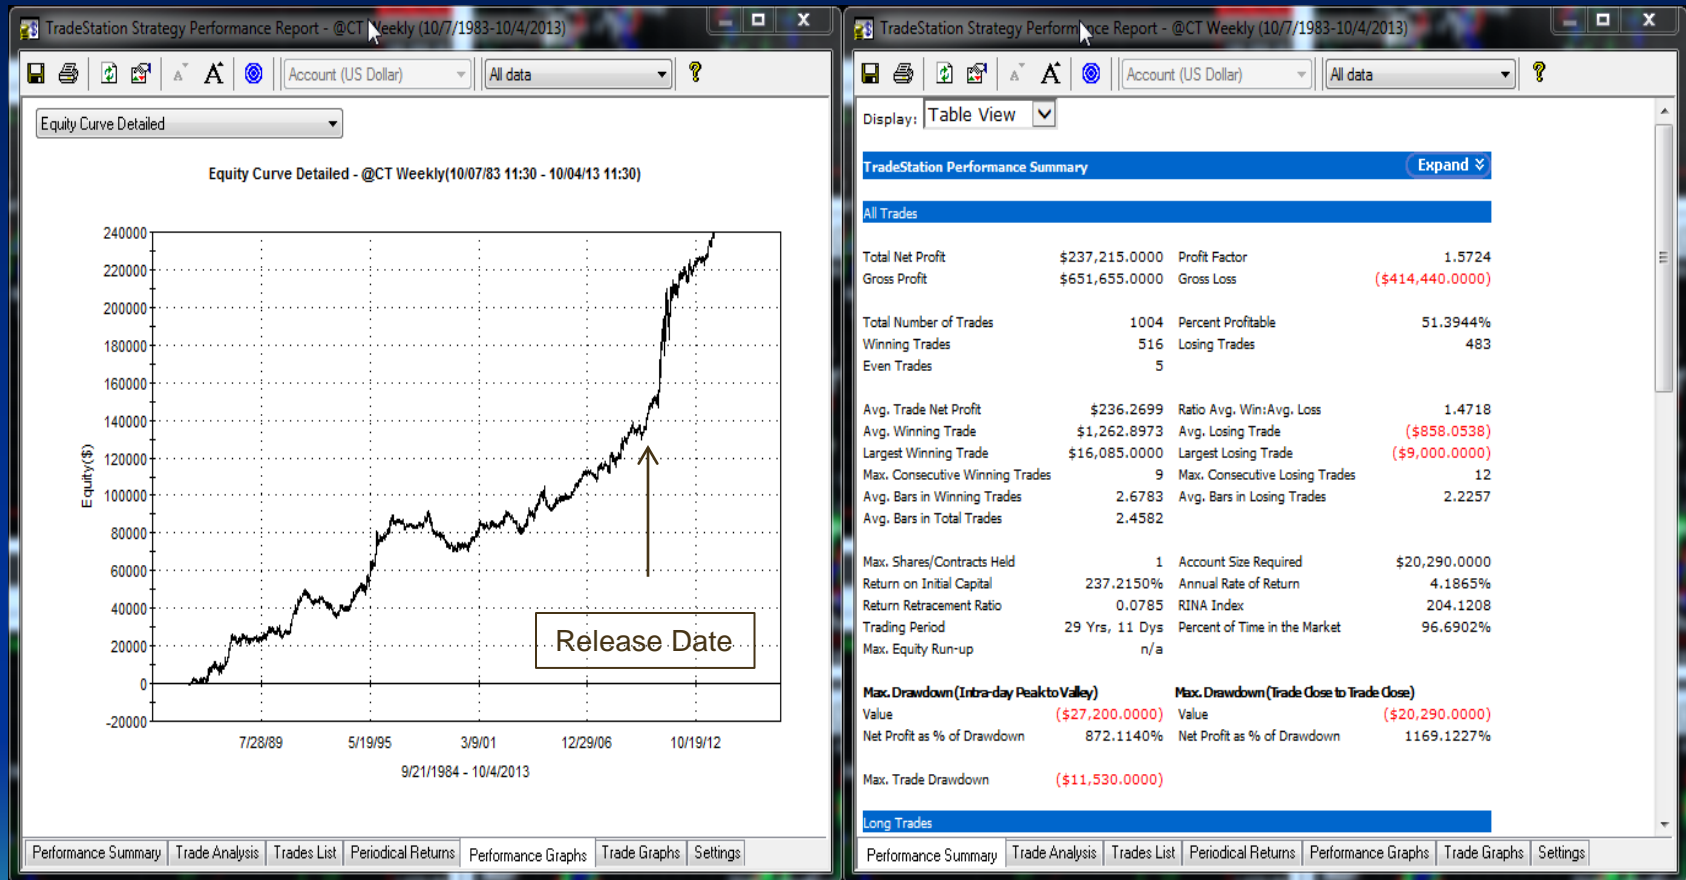 TradeStation Strategy Performance Report - @CT Weekly (10/7/1983-10/4/2013)
Account (US Dollar)
All data
Equity Curve Detailed
Equity Curve Detailed - @CT Weekly(10/07/83 11:30 - 10/04/13 11:30)
240000
220000
200000
180000
160000
140000
120000
100000
80000
60000
40000
20000
0
-20000
Equity($)
Release Date
7/28/89 5/19/95 3/9/01 12/29/06 10/19/12
9/21/1984 - 10/4/2013
Performance Summary Trade Analysis Trades List Periodical Returns Performance Graphs Trade Graphs Settings
TradeStation Strategy Performance Report - @CT Weekly (10/7/1983-10/4/2013)
Account (US Dollar)
All data
Display: Table View
TradeStation Performance Summary Expand
All Trades
Total Net Profit $237,215.0000 Profit Factor 1.5724
Gross Profit $651,655.0000 Gross Loss ($414,440.0000)
Total Number of Trades 1004 Percent Profitable 51.3944%
Winning Trades 516 Losing Trades 483
Even Trades 5
Avg. Trade Net Profit $236.2699 Ratio Avg. Win:Avg. Loss 1.4718
Avg. Winning Trade $1,262.8973 Avg. Losing Trade ($858.0538)
Largest Winning Trade $16,085.0000 Largest Losing Trade ($9,000.0000)
Max. Consecutive Winning Trades 9 Max. Consecutive Losing Trades 12
Avg. Bars in Winning Trades 2.6783 Avg. Bars in Losing Trades 2.2257
Avg. Bars in Total Trades 2.4582
Max. Shares/Contracts Held 1 Account Size Required $20,290.0000
Return on Initial Capital 237.2150% Annual Rate of Return 4.1865%
Return Retracement Ratio 0.0785 RINA Index 204.1208
Trading Period 29 Yrs, 11 Dys Percent of Time in the Market 96.6902%
Max. Equity Run-up n/a
Max. Drawdown (Intra-day Peak to Valley) Max. Drawdown (Trade Close to Trade Close)
Value ($27,200.0000) Value ($20,290.0000)
Net Profit as % of Drawdown 872.1140% Net Profit as % of Drawdown 1169.1227%
Max. Trade Drawdown ($11,530.0000)
Long Trades
Performance Summary Trade Analysis Trades List Periodical Returns Performance Graphs Trade Graphs Settings